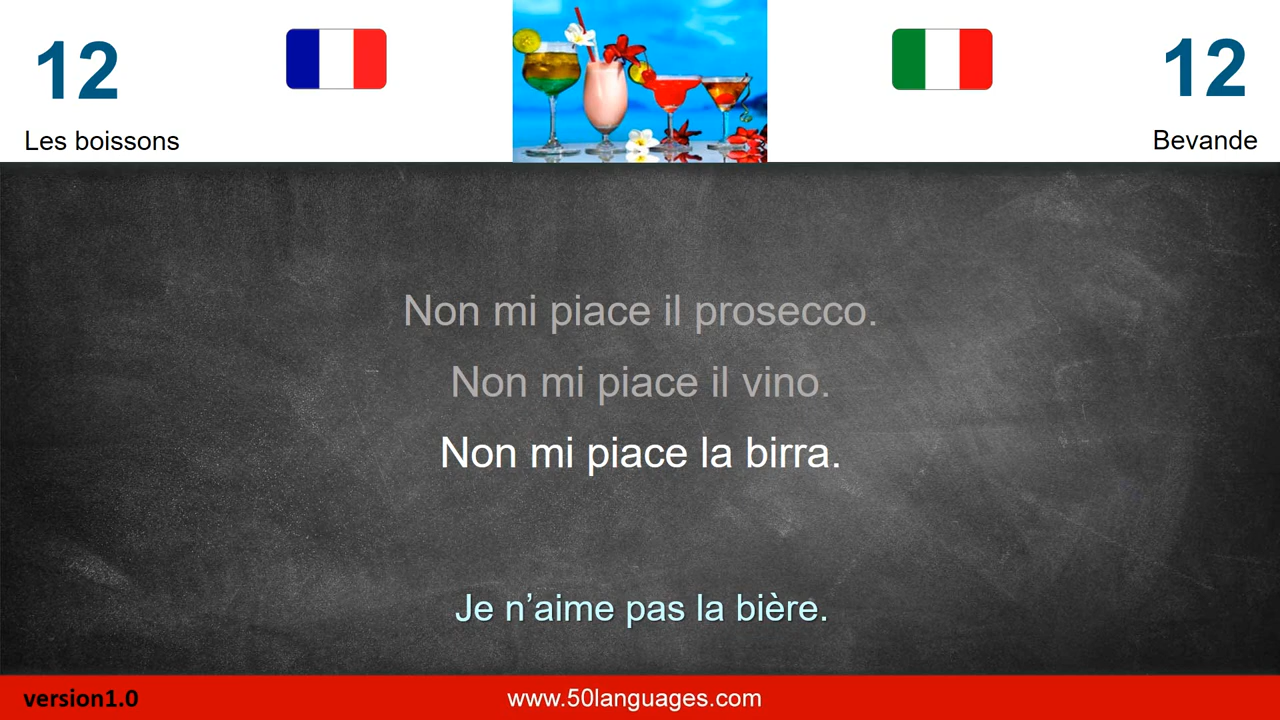 12
12
Les boissons
Bevande
Non mi piace il prosecco.
Non mi piace il vino.
Non mi piace la birra.
Je n’aime pas la bière.
version1.0
www.50languages.com